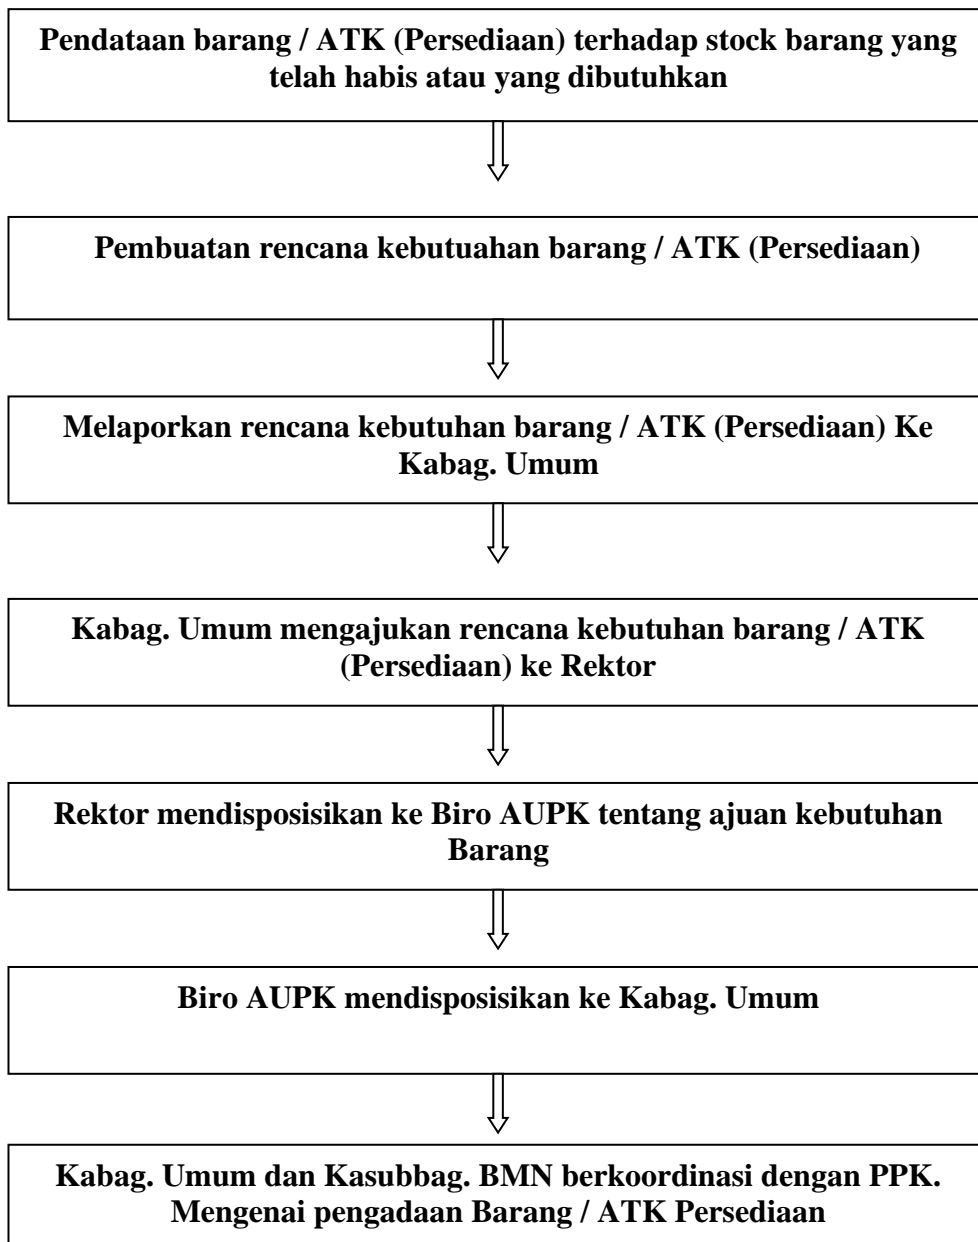 Pendataan barang / ATK (Persediaan) terhadap stock barang yang
telah habis atau yang dibutuhkan
Pembuatan rencana kebutuahan barang / ATK (Persediaan)
Melaporkan rencana kebutuhan barang / ATK (Persediaan) Ke
Kabag. Umum
Kabag. Umum mengajukan rencana kebutuhan barang / ATK
(Persediaan) ke Rektor
Rektor mendisposisikan ke Biro AUPK tentang ajuan kebutuhan
Barang
Biro AUPK mendisposisikan ke Kabag. Umum
Kabag. Umum dan Kasubbag. BMN berkoordinasi dengan PPK.
Mengenai pengadaan Barang / ATK Persediaan